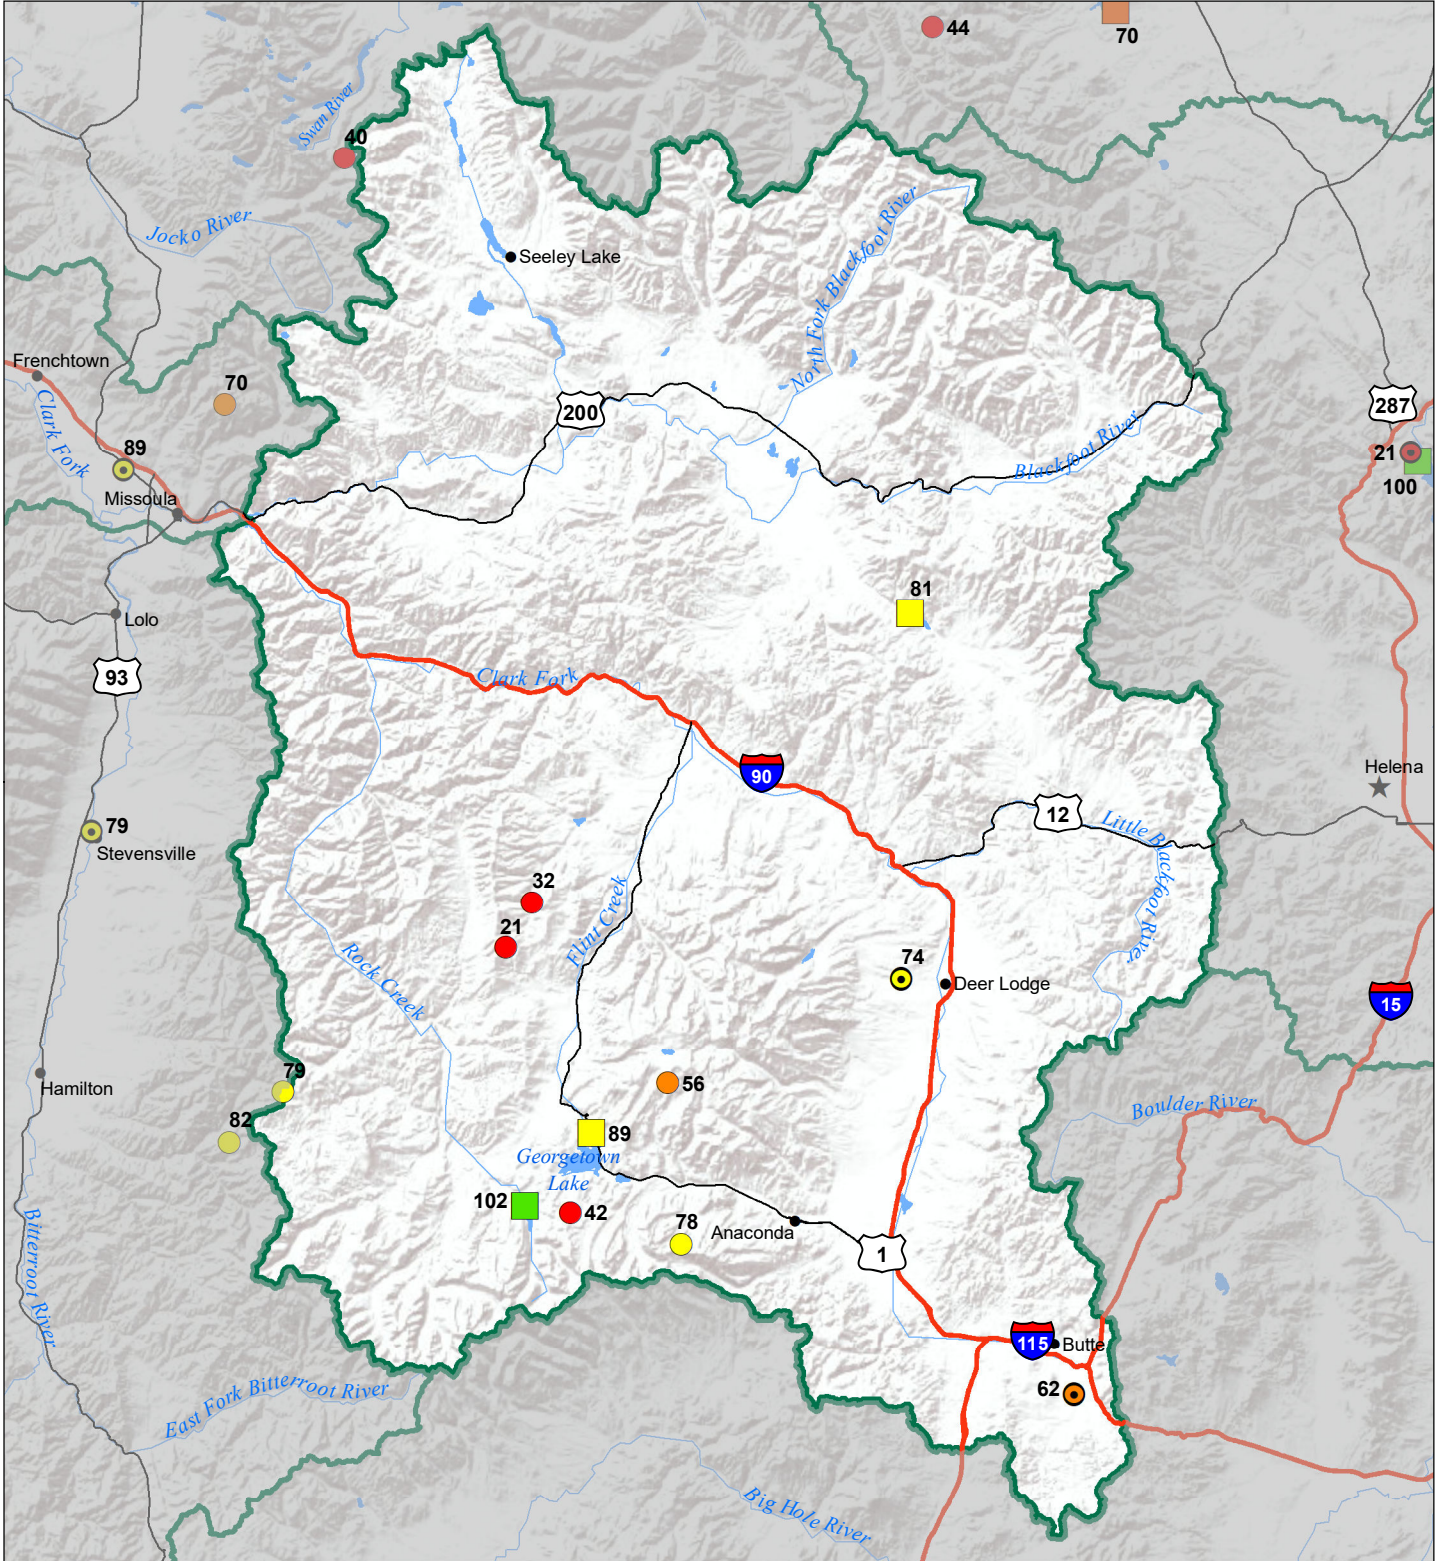 44
70
Swan River
40
Jocko River
Seeley Lake
North Fork Blackfoot River
Frenchtown
70
Clark Fork
200
287
89
Blackfoot River
21
100
Missoula
81
Lolo
93
Clark Fork
90
Helena
12
Little Blackfoot River
79
Stevensville
32
21
Flint Creek
Rock Creek
74
Deer Lodge
15
79
Hamilton
56
82
Boulder River
89
Georgetown
Lake
102
42
78
Anaconda
1
Bitterroot River
115
Butte
62
East Fork Bitterroot River
Big Hole River